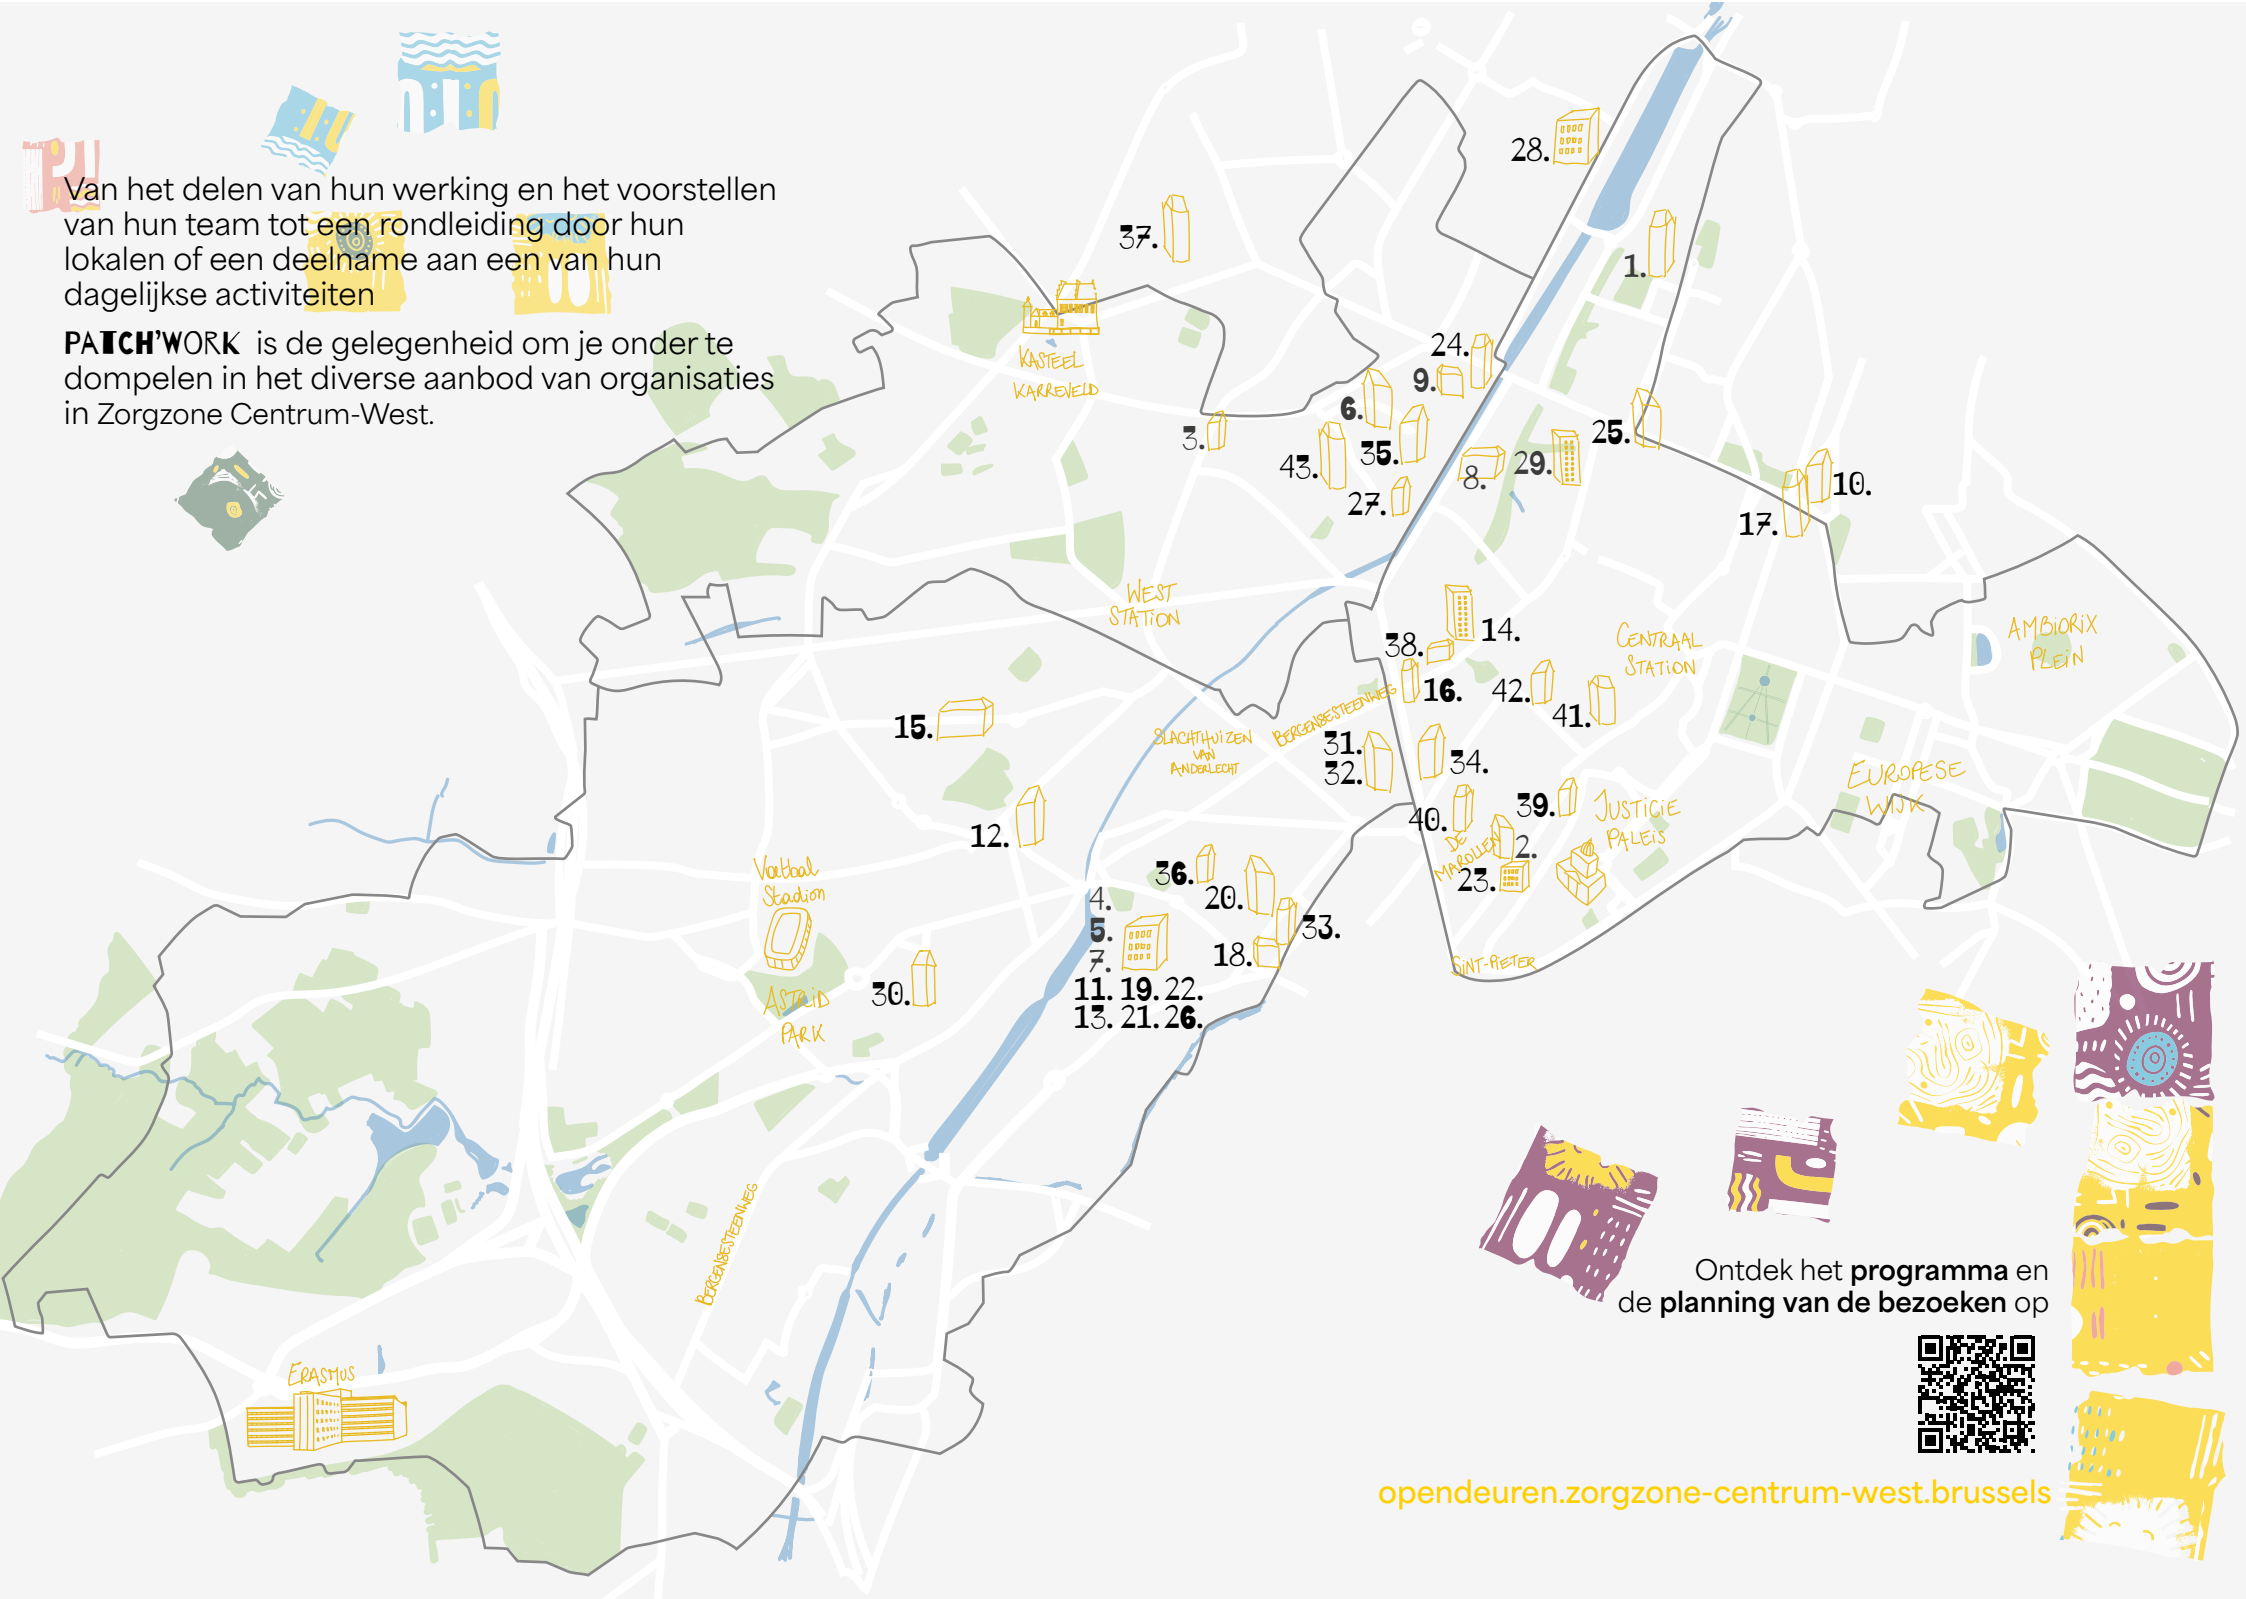 Van het delen van hun werking en het voorstellen
van hun team tot een rondleiding door hun
lokalen of een deelname aan een van hun
dagelijkse activiteiten
PATCH'WORK is de gelegenheid om je onder te
dompelen in het diverse aanbod van organisaties
in Zorgzone Centrum-West.
28.
37.
1.
KASTEEL
KARREVELD
24.
9.
6.
3.
35.
43.
27.
8.
29.
25.
10.
17.
WEST
STATION
14.
38.
16.
42.
41.
CENTRAAL
STATION
AMBIORIX
PLEIN
15.
SLACHTHUIZEN
VAN
ANDERLECHT
BERGENSESTEENWEG
31.
32.
34.
EUROPESE
WIJK
12.
40.
39.
JUSTICIE
PALEIS
DE
MAROLLEN
2.
23.
Voetbal
Stadion
36.
20.
4.
5.
7.
33.
18.
11. 19. 22.
13. 21. 26.
30.
ASTRID
PARK
SINT-PIETER
BERGENSESTEENWEG
ERASMUS
Ontdek het programma en
de planning van de bezoeken op
opendeuren.zorgzone-centrum-west.brussels